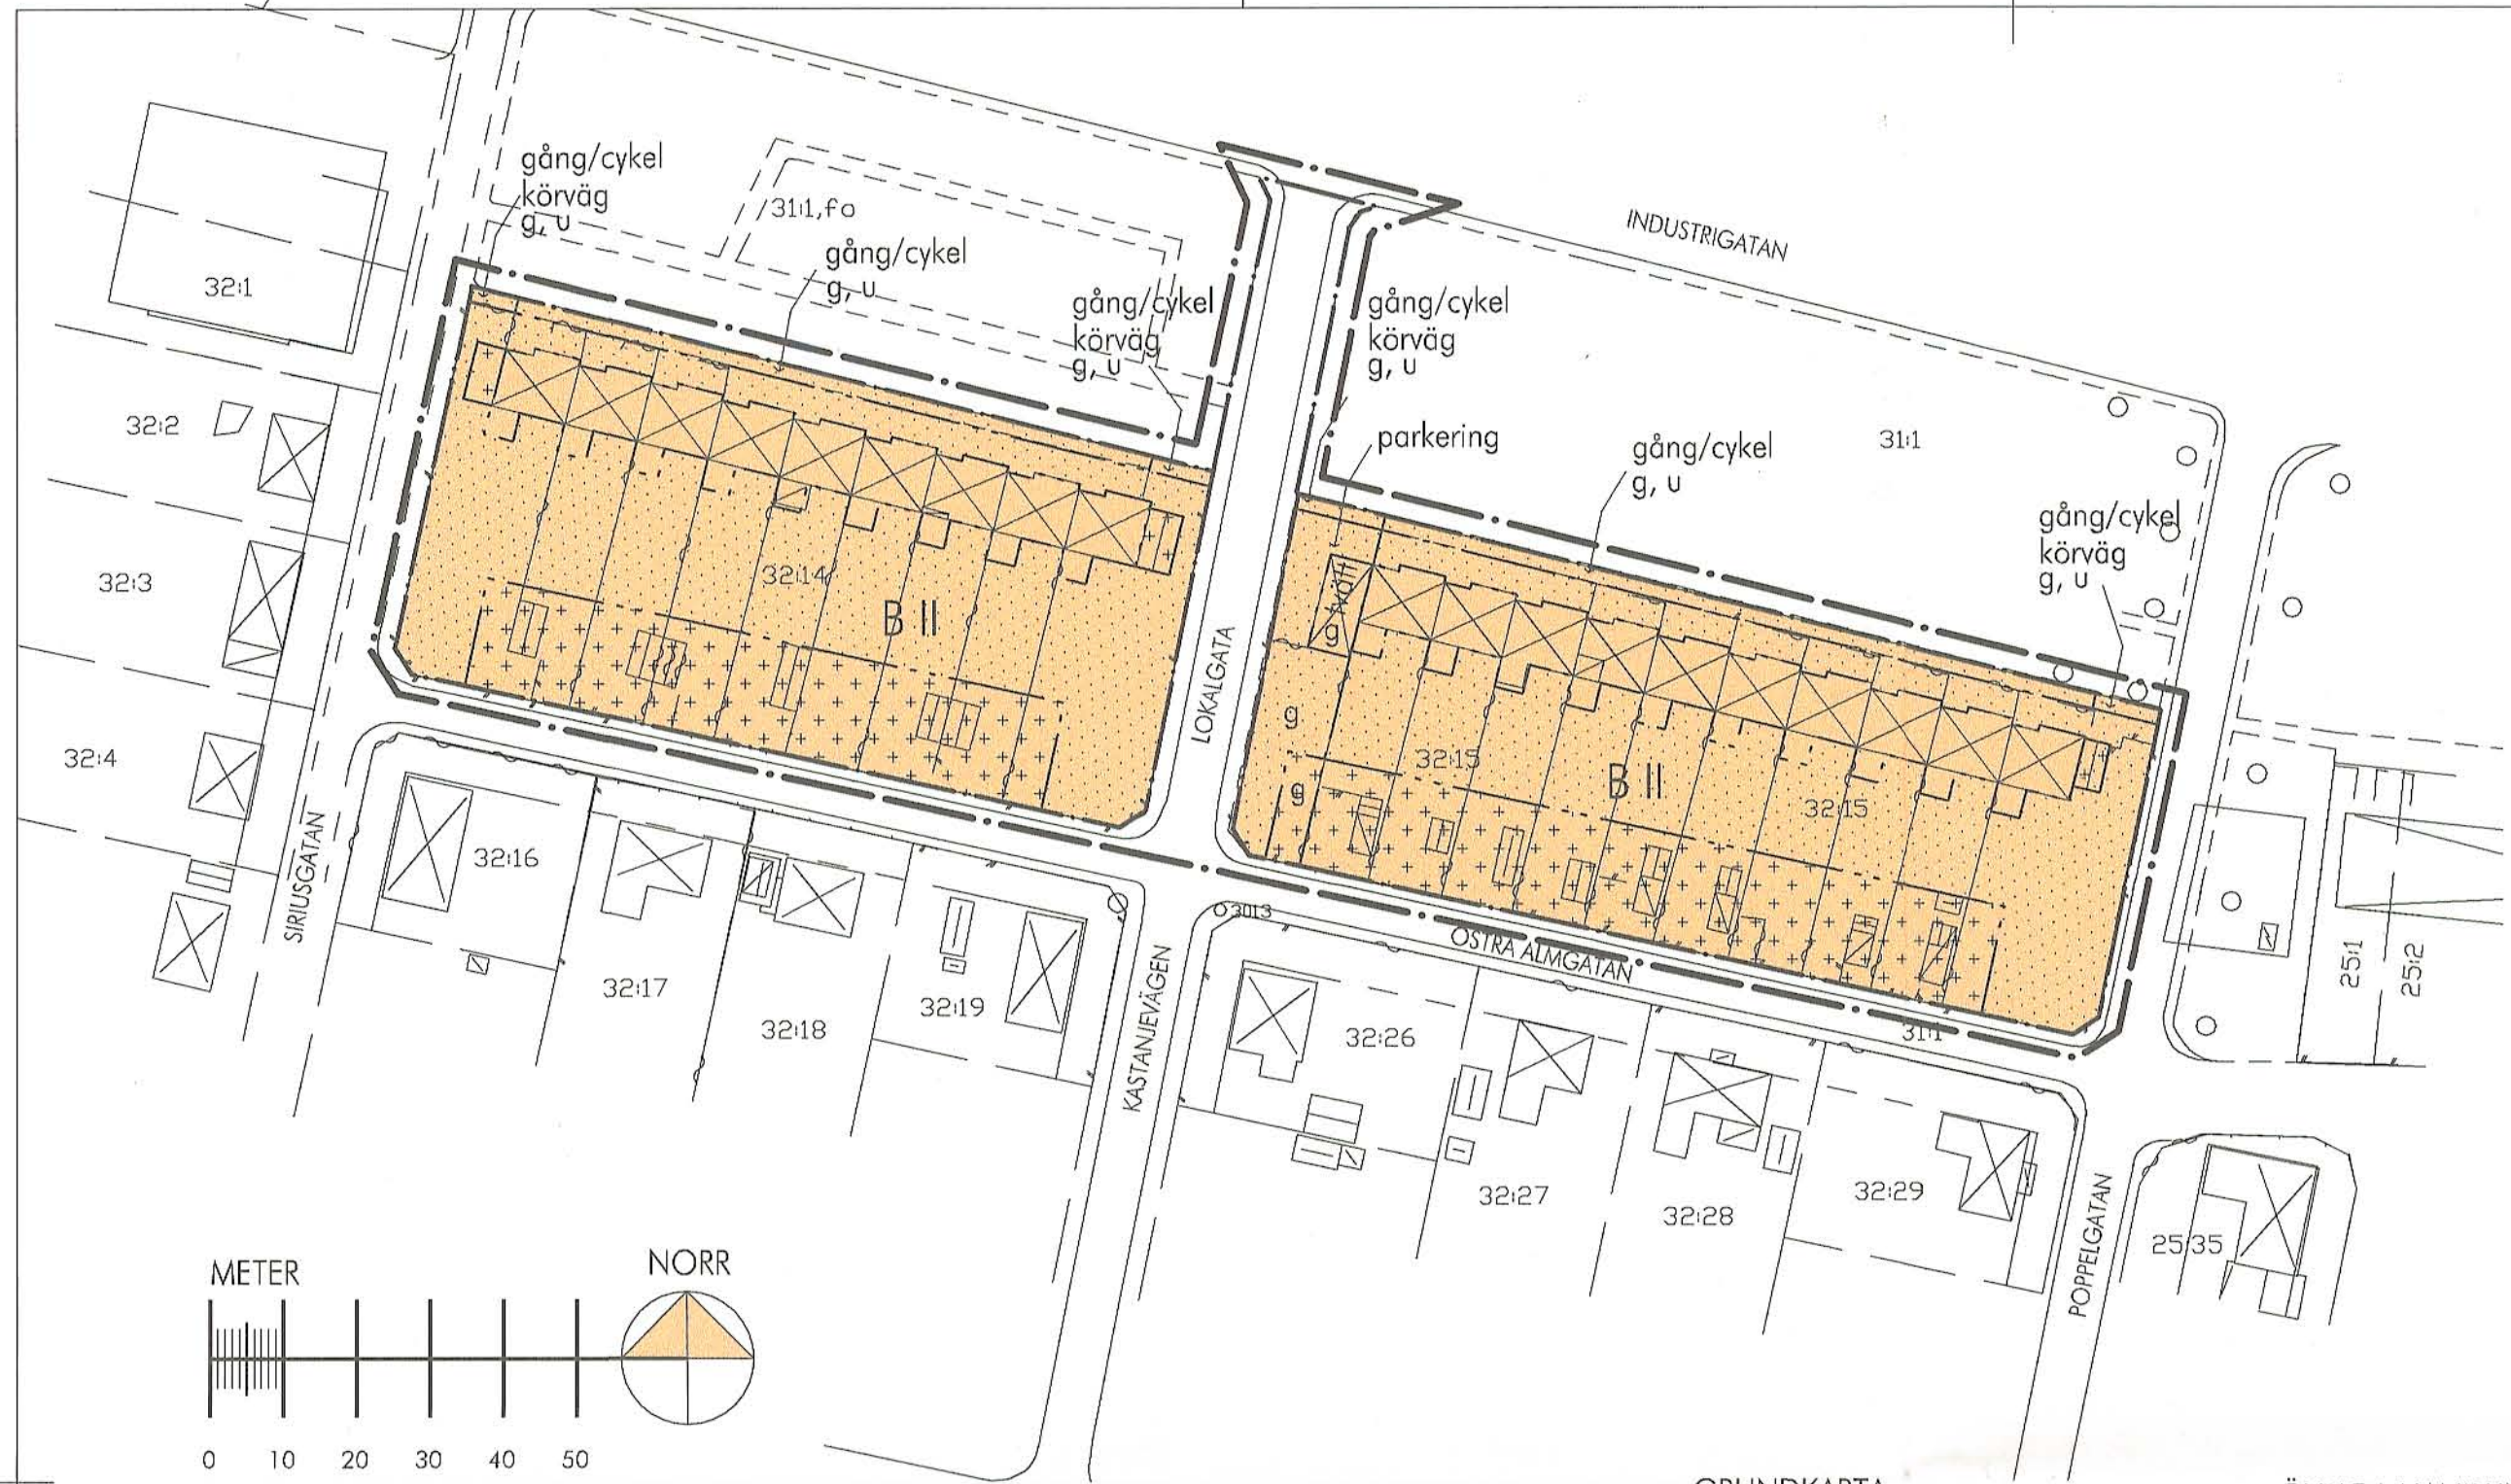 gång/cykel
körväg
g, u
31:1,fo
gång/cykel
g, u
INDUSTRIGATAN
32:1
gång/cykel
körväg
g, u
gång/cykel
körväg
g, u
32:2
parkering
gång/cykel
g, u
31:1
gång/cykel
körväg
g, u
32:3
32:14
B II
tvätt
g
LOKALGATA
g
32:15
B II
32:15
g
32:4
SIRIUSGATAN
32:16
32:17
32:18
32:19
KASTANJEVÄGEN
3013
ÖSTRA ALMGATAN
31:1
25:1
25:2
32:26
32:27
32:28
32:29
POPPELGATAN
25:35
METER
NORR
0 10 20 30 40 50
GRUNDKARTA